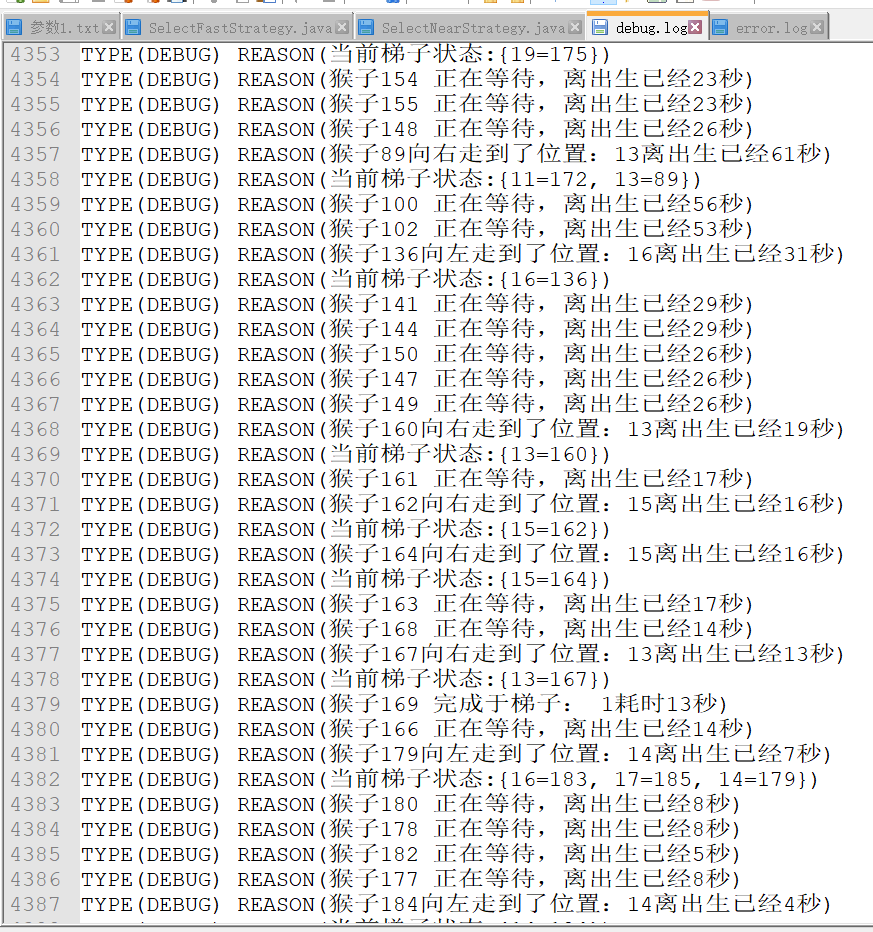 参数1.txt SelectFastStrategy.java SelectNearStrategy.java debug.log error.log
4353 TYPE(DEBUG) REASON(当前梯子状态:{19=175})
4354 TYPE(DEBUG) REASON(猴子154 正在等待，离出生已经23秒)
4355 TYPE(DEBUG) REASON(猴子155 正在等待，离出生已经23秒)
4356 TYPE(DEBUG) REASON(猴子148 正在等待，离出生已经26秒)
4357 TYPE(DEBUG) REASON(猴子89向右走到了位置：13离出生已经61秒)
4358 TYPE(DEBUG) REASON(当前梯子状态:{11=172, 13=89})
4359 TYPE(DEBUG) REASON(猴子100 正在等待，离出生已经56秒)
4360 TYPE(DEBUG) REASON(猴子102 正在等待，离出生已经53秒)
4361 TYPE(DEBUG) REASON(猴子136向左走到了位置：16离出生已经31秒)
4362 TYPE(DEBUG) REASON(当前梯子状态:{16=136})
4363 TYPE(DEBUG) REASON(猴子141 正在等待，离出生已经29秒)
4364 TYPE(DEBUG) REASON(猴子144 正在等待，离出生已经29秒)
4365 TYPE(DEBUG) REASON(猴子150 正在等待，离出生已经26秒)
4366 TYPE(DEBUG) REASON(猴子147 正在等待，离出生已经26秒)
4367 TYPE(DEBUG) REASON(猴子149 正在等待，离出生已经26秒)
4368 TYPE(DEBUG) REASON(猴子160向右走到了位置：13离出生已经19秒)
4369 TYPE(DEBUG) REASON(当前梯子状态:{13=160})
4370 TYPE(DEBUG) REASON(猴子161 正在等待，离出生已经17秒)
4371 TYPE(DEBUG) REASON(猴子162向右走到了位置：15离出生已经16秒)
4372 TYPE(DEBUG) REASON(当前梯子状态:{15=162})
4373 TYPE(DEBUG) REASON(猴子164向右走到了位置：15离出生已经16秒)
4374 TYPE(DEBUG) REASON(当前梯子状态:{15=164})
4375 TYPE(DEBUG) REASON(猴子163 正在等待，离出生已经17秒)
4376 TYPE(DEBUG) REASON(猴子168 正在等待，离出生已经14秒)
4377 TYPE(DEBUG) REASON(猴子167向右走到了位置：13离出生已经13秒)
4378 TYPE(DEBUG) REASON(当前梯子状态:{13=167})
4379 TYPE(DEBUG) REASON(猴子169 完成于梯子： 1耗时13秒)
4380 TYPE(DEBUG) REASON(猴子166 正在等待，离出生已经14秒)
4381 TYPE(DEBUG) REASON(猴子179向左走到了位置：14离出生已经7秒)
4382 TYPE(DEBUG) REASON(当前梯子状态:{16=183, 17=185, 14=179})
4383 TYPE(DEBUG) REASON(猴子180 正在等待，离出生已经8秒)
4384 TYPE(DEBUG) REASON(猴子178 正在等待，离出生已经8秒)
4385 TYPE(DEBUG) REASON(猴子182 正在等待，离出生已经5秒)
4386 TYPE(DEBUG) REASON(猴子177 正在等待，离出生已经8秒)
4387 TYPE(DEBUG) REASON(猴子184向左走到了位置：14离出生已经4秒)